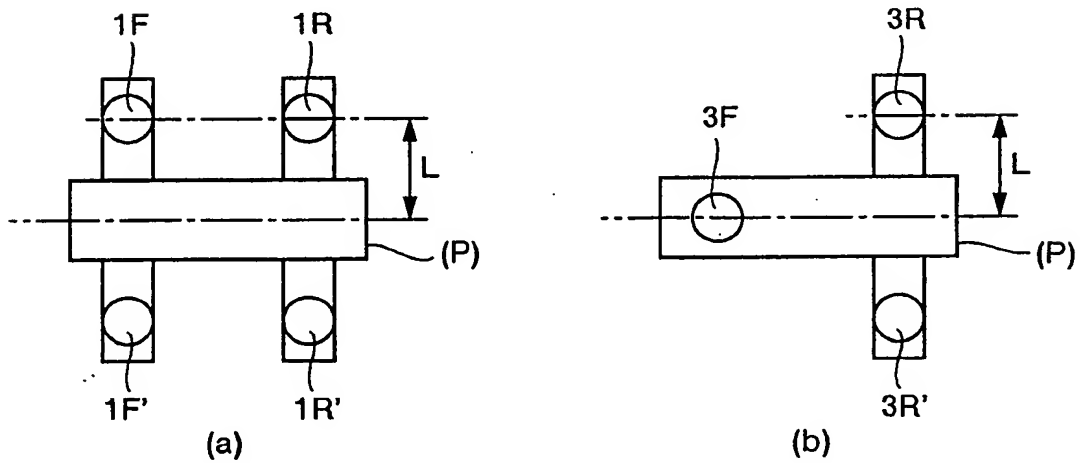 1F 1R
L
(P)
1F' 1R'
(a)
3R
3F
L
(P)
3R'
(b)